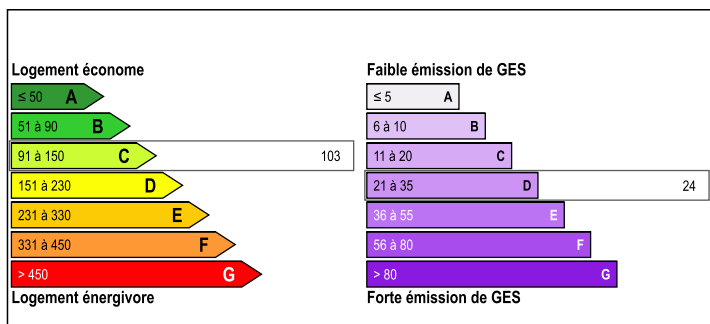 Logement économe
≤ 50 A
51 à 90 B
91 à 150 C 103
151 à 230 D
231 à 330 E
331 à 450 F
> 450 G
Logement énergivore
Faible émission de GES
≤ 5 A
6 à 10 B
11 à 20 C
21 à 35 D 24
36 à 55 E
56 à 80 F
> 80 G
Forte émission de GES